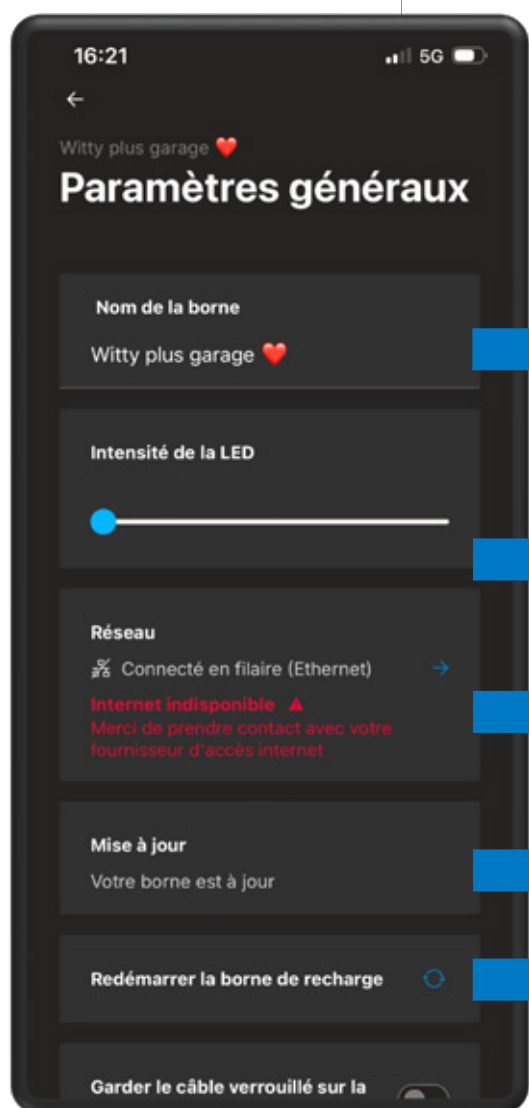 16:21 5G
Witty plus garage ❤️
Paramètres généraux
Nom de la borne
Witty plus garage ❤️
Intensité de la LED
Réseau
Connecté en filaire (Ethernet)
Internet indisponible
Merci de prendre contact avec votre
fournisseur d'accès internet
Mise à jour
Votre borne est à jour
Redémarrer la borne de recharge
Garder le câble verrouillé sur la